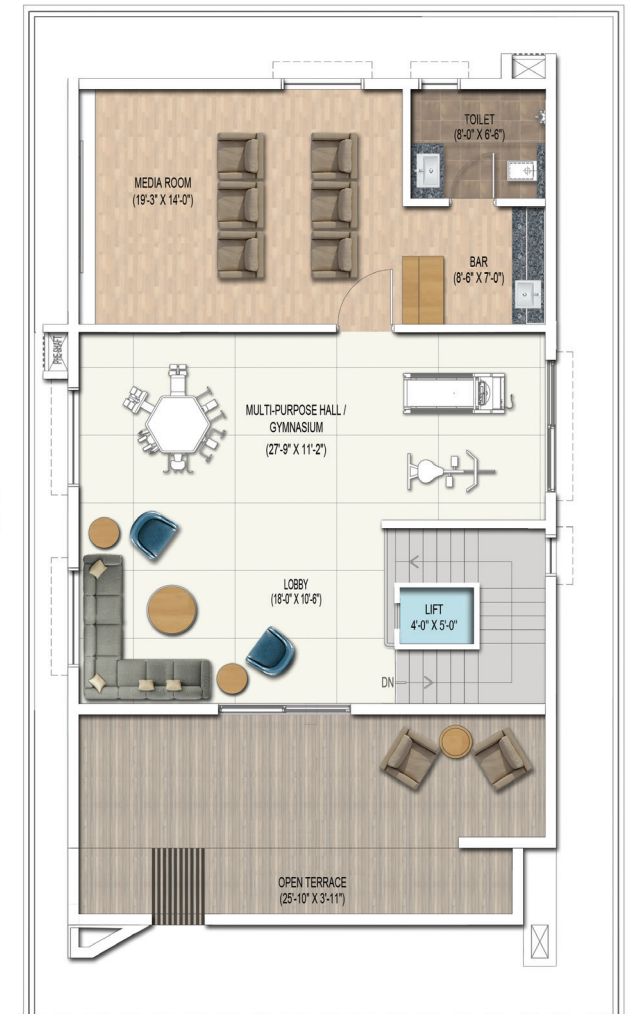 TOILET
(8'-0" X 6'-6")
MEDIA ROOM
(19'-3" X 14'-0")
BAR
(8'-6" X 7'-0")
FHC-SHAFT
MULTI-PURPOSE HALL /
GYMNASIUM
(27'-9" X 11'-2")
LOBBY
(18'-0" X 10'-6")
LIFT
4'-0" X 5'-0"
DN
OPEN TERRACE
(25'-10" X 3'-11")